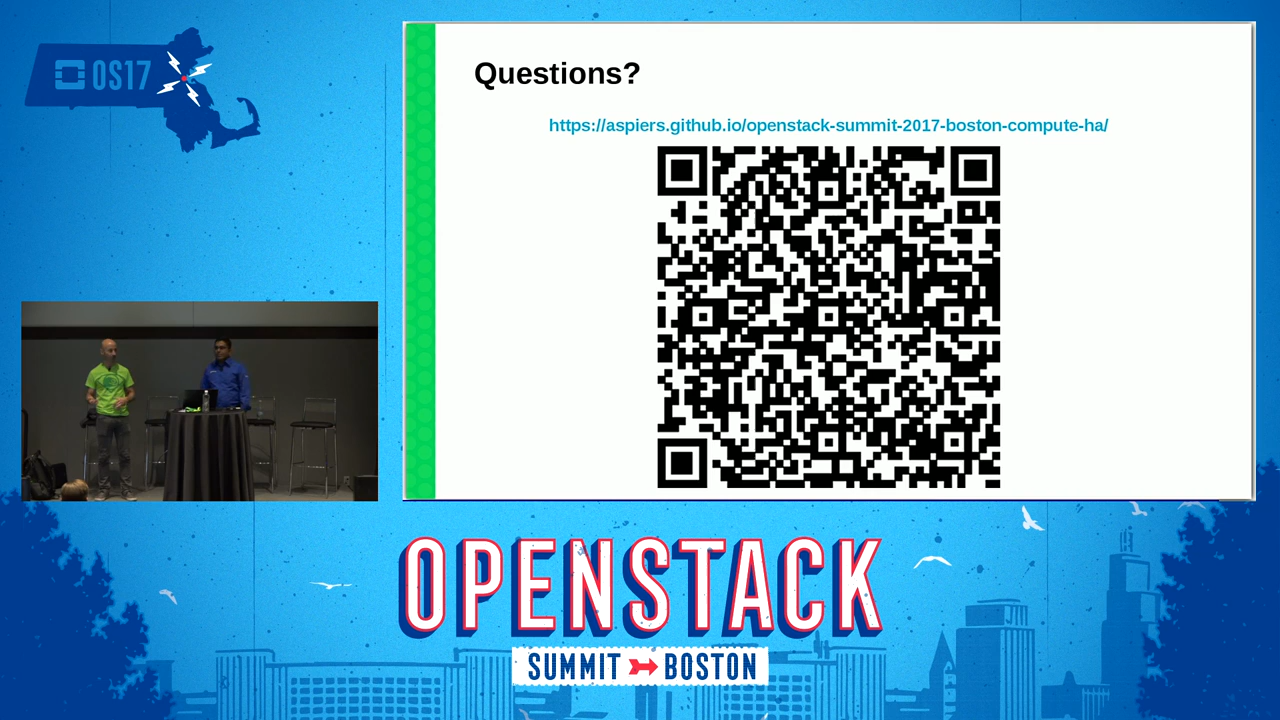 OS17
Questions?
https://aspiers.github.io/openstack-summit-2017-boston-compute-ha/
OPENSTACK
SUMMIT BOSTON